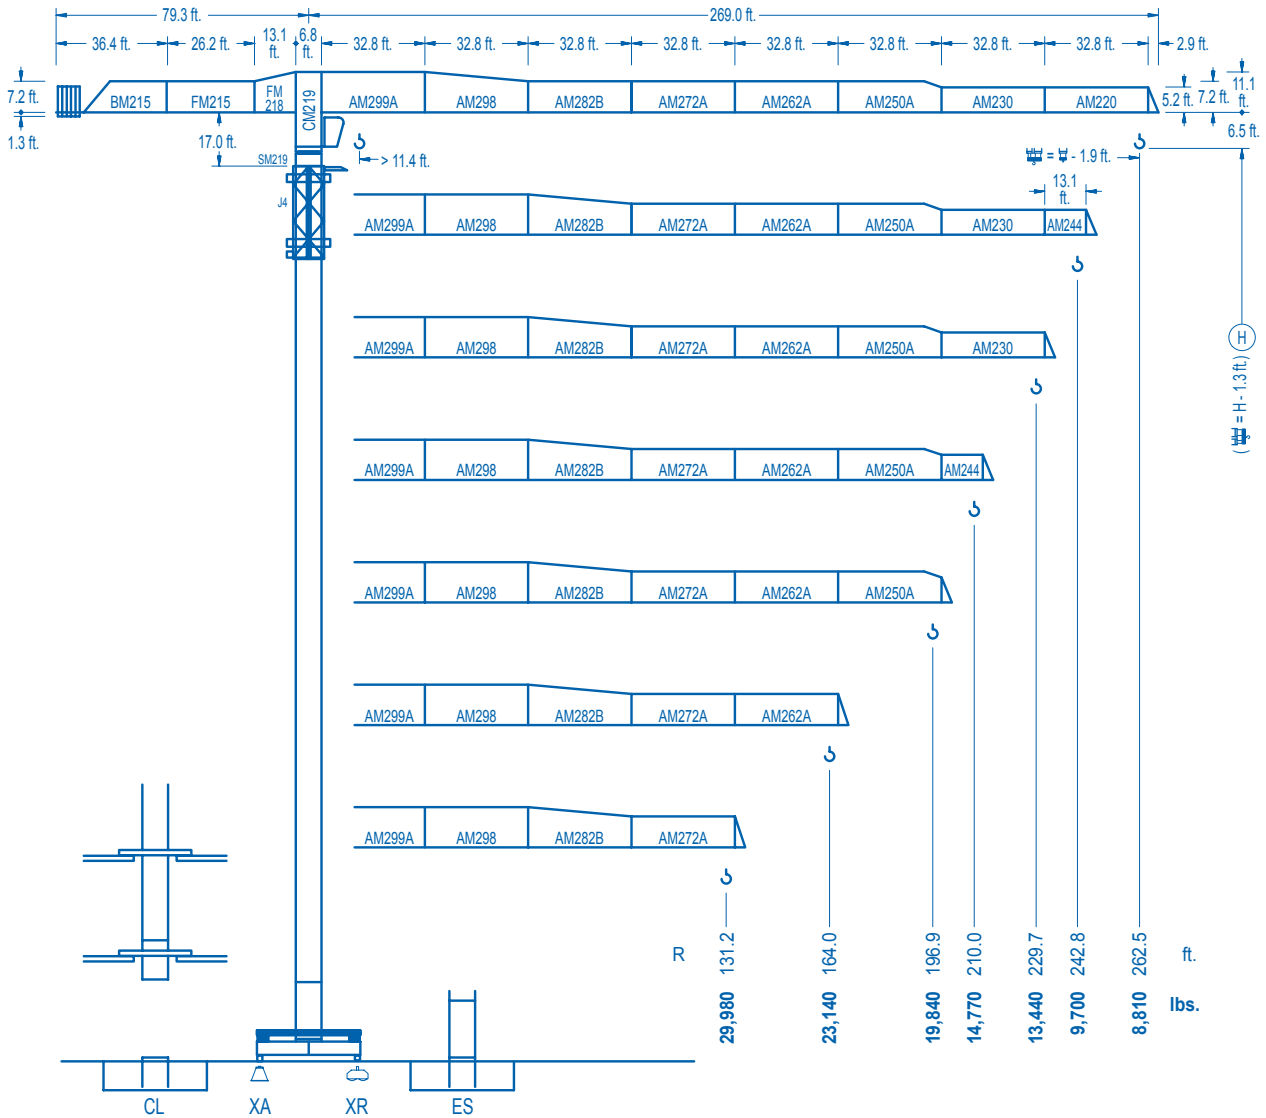 79.3 ft. 269.0 ft.
36.4 ft. 26.2 ft. 13.1 ft. 6.8 ft. 32.8 ft. 32.8 ft. 32.8 ft. 32.8 ft. 32.8 ft. 32.8 ft. 32.8 ft. 32.8 ft. 2.9 ft.
7.2 ft. BM215 FM215 FM 218 CM219 AM299A AM298 AM282B AM272A AM262A AM250A AM230 AM220 5.2 ft. 7.2 ft. 11.1 ft.
1.3 ft. 17.0 ft. 6.5 ft.
SM219 > 11.4 ft. = - 1.9 ft.
13.1 ft.
J4
AM299A AM298 AM282B AM272A AM262A AM250A AM230 AM244
H
( = H - 1.3 ft.)
AM299A AM298 AM282B AM272A AM262A AM250A AM230
AM299A AM298 AM282B AM272A AM262A AM250A AM244
AM299A AM298 AM282B AM272A AM262A AM250A
AM299A AM298 AM282B AM272A AM262A
AM299A AM298 AM282B AM272A
R 131.2 164.0 196.9 210.0 229.7 242.8 262.5 ft.
29,980 23,140 19,840 14,770 13,440 9,700 8,810 lbs.
CL XA XR ES